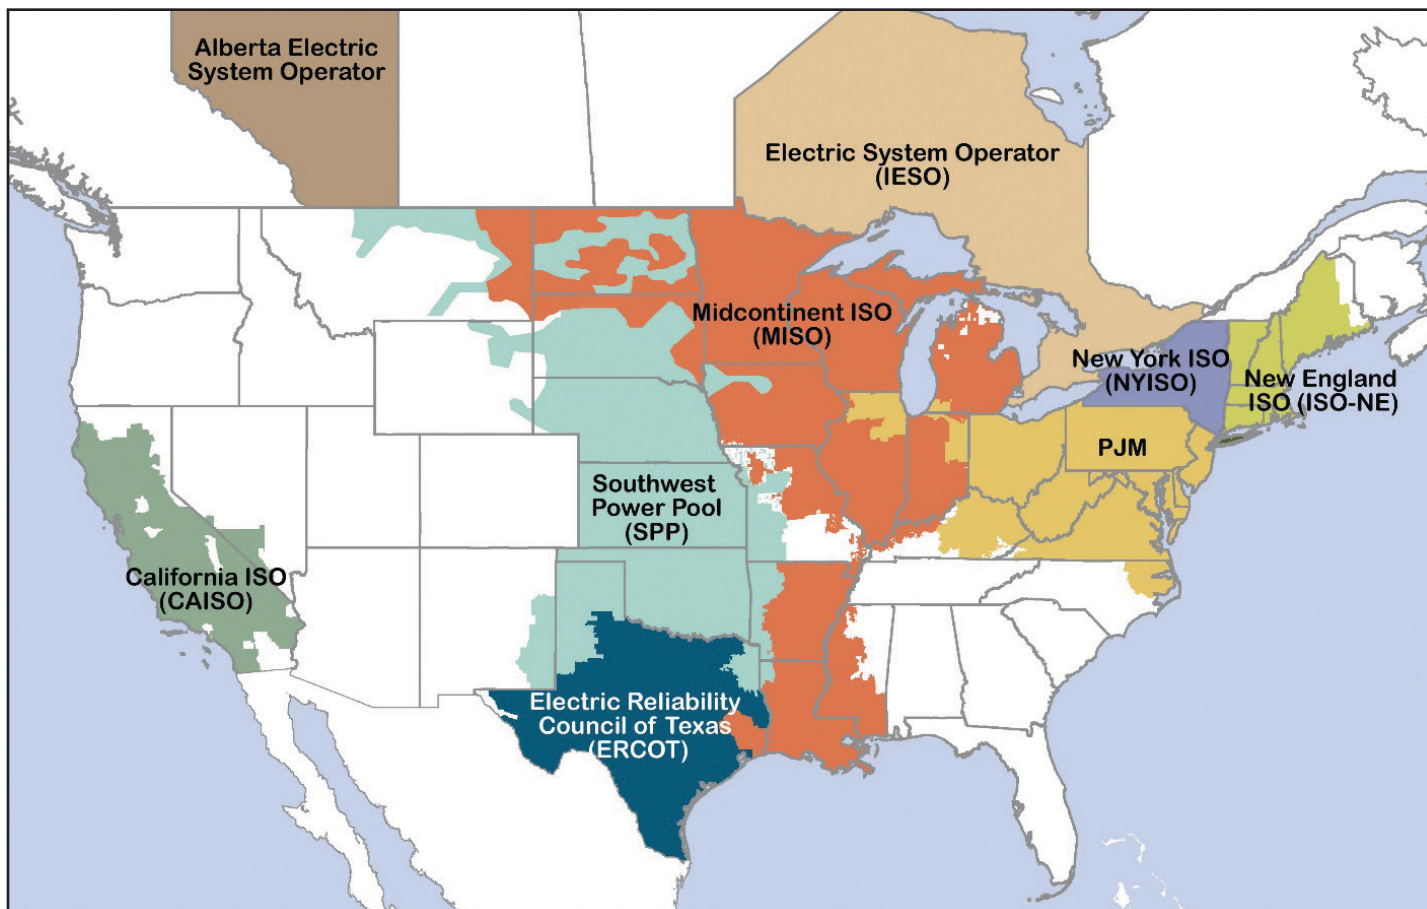 Alberta Electric
System Operator
Electric System Operator
(IESO)
Midcontinent ISO
(MISO)
New York ISO
(NYISO)
New England
ISO (ISO-NE)
PJM
Southwest
Power Pool
(SPP)
California ISO
(CAISO)
Electric Reliability
Council of Texas
(ERCOT)